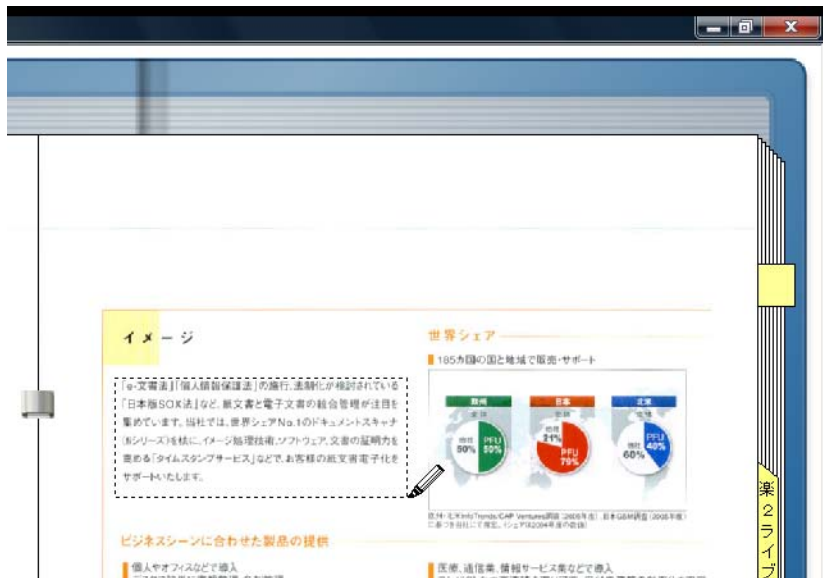 イメージ
「e-文書法」「個人情報保護法」の施行、法制化が検討されている
「日本版SOX法」など、紙文書と電子文書の統合管理が注目を
集めています。当社では、世界シェアNo.1のドキュメントスキャナ
(fiシリーズ)を核に、イメージ処理技術、ソフトウェア、文書の証明力を
高める「タイムスタンプサービス」などで、お客様の紙文書電子化を
サポートいたします。
ビジネスシーンに合わせた製品の提供
個人やオフィスなどで導入
世界シェア
185カ国の国と地域で販売・サポート
欧州
日本
北米
他社 50%
PFU 50%
他社 21%
PFU 79%
他社 60%
PFU 40%
医療、通信業、情報サービス業などで導入
楽2ライブ